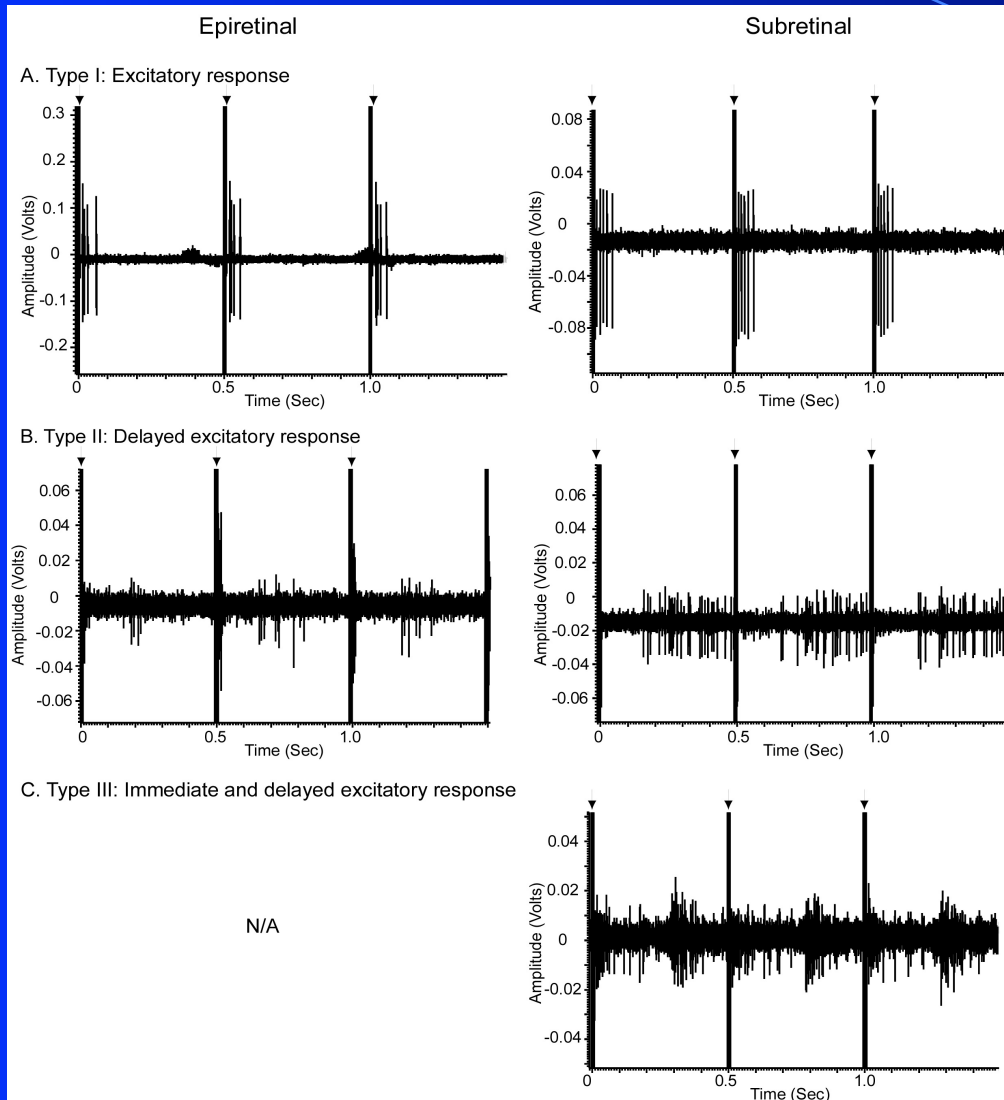 Epiretinal
Subretinal
A. Type I: Excitatory response
Amplitude (Volts)
0.3
0.2
0.1
0
-0.1
-0.2
0
0.5
1.0
Time (Sec)
Amplitude (Volts)
0.08
0.04
0
-0.04
-0.08
0
0.5
1.0
Time (Sec)
B. Type II: Delayed excitatory response
Amplitude (Volts)
0.06
0.04
0.02
0
-0.02
-0.04
-0.06
0
0.5
1.0
Time (Sec)
Amplitude (Volts)
0.06
0.04
0.02
0
-0.02
-0.04
-0.06
0
0.5
1.0
Time (Sec)
C. Type III: Immediate and delayed excitatory response
N/A
Amplitude (Volts)
0.04
0.02
0
-0.02
-0.04
0
0.5
1.0
Time (Sec)